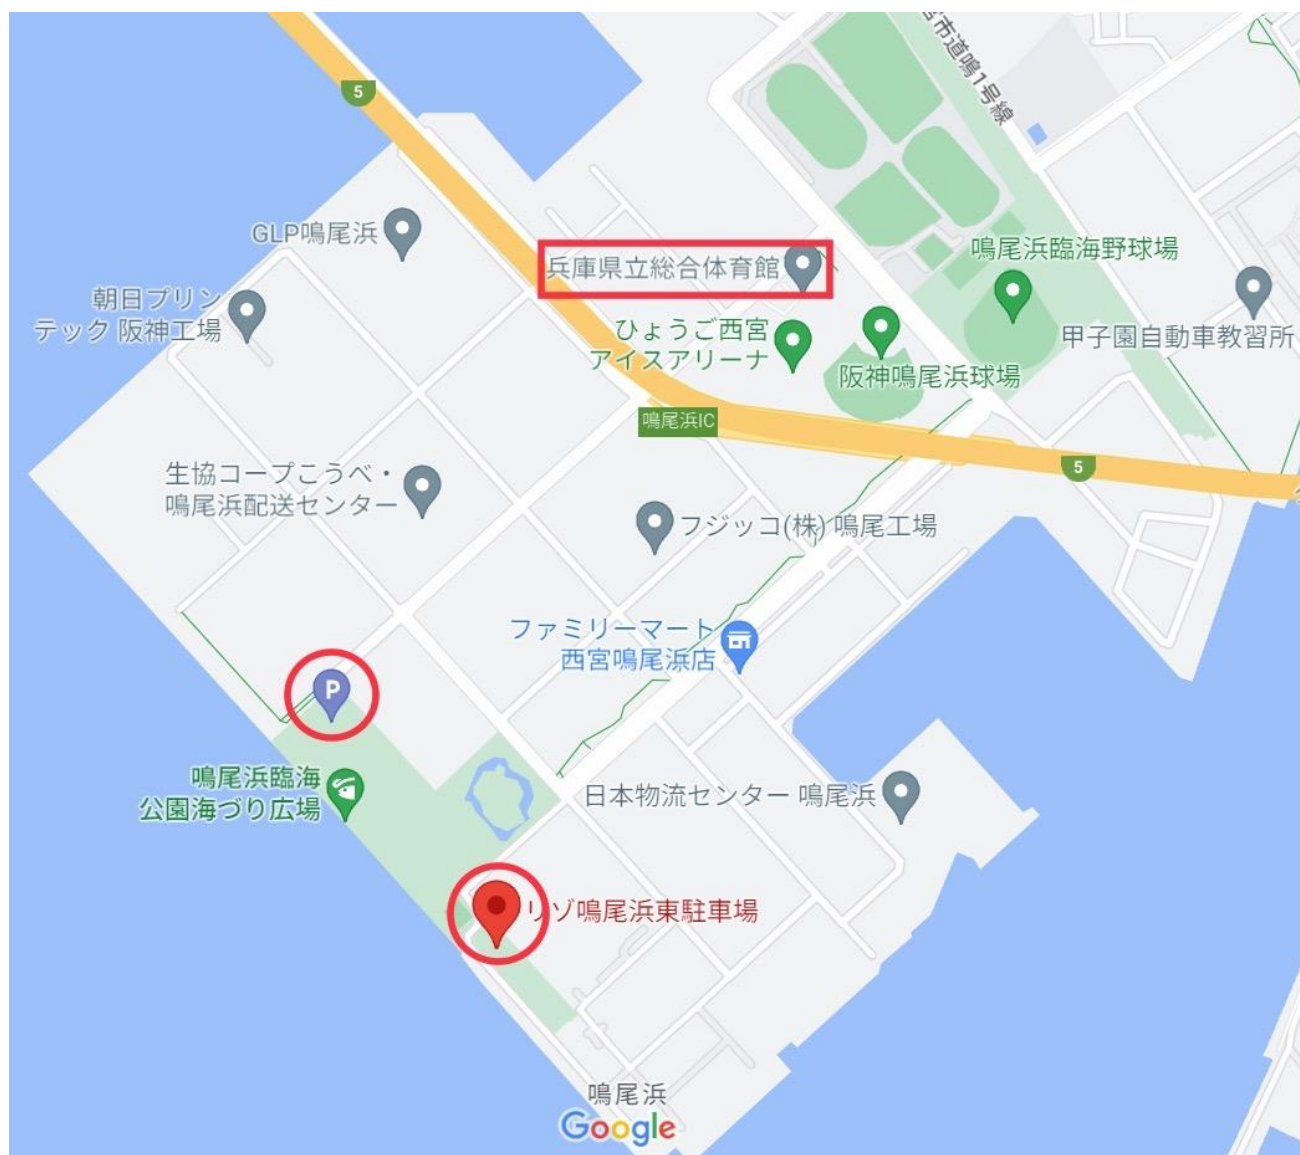 宮市道鳴1号線
5
GLP鳴尾浜
兵庫県立総合体育館
鳴尾浜臨海野球場
朝日プリン
テック 阪神工場
ひょうご西宮
アイスアリーナ
甲子園自動車教習所
阪神鳴尾浜球場
鳴尾浜IC
5
生協コープこうべ・
鳴尾浜配送センター
フジッコ(株) 鳴尾工場
ファミリーマート
西宮鳴尾浜店
P
鳴尾浜臨海
公園海づり広場
日本物流センター 鳴尾浜
リゾ鳴尾浜東駐車場
鳴尾浜
Google